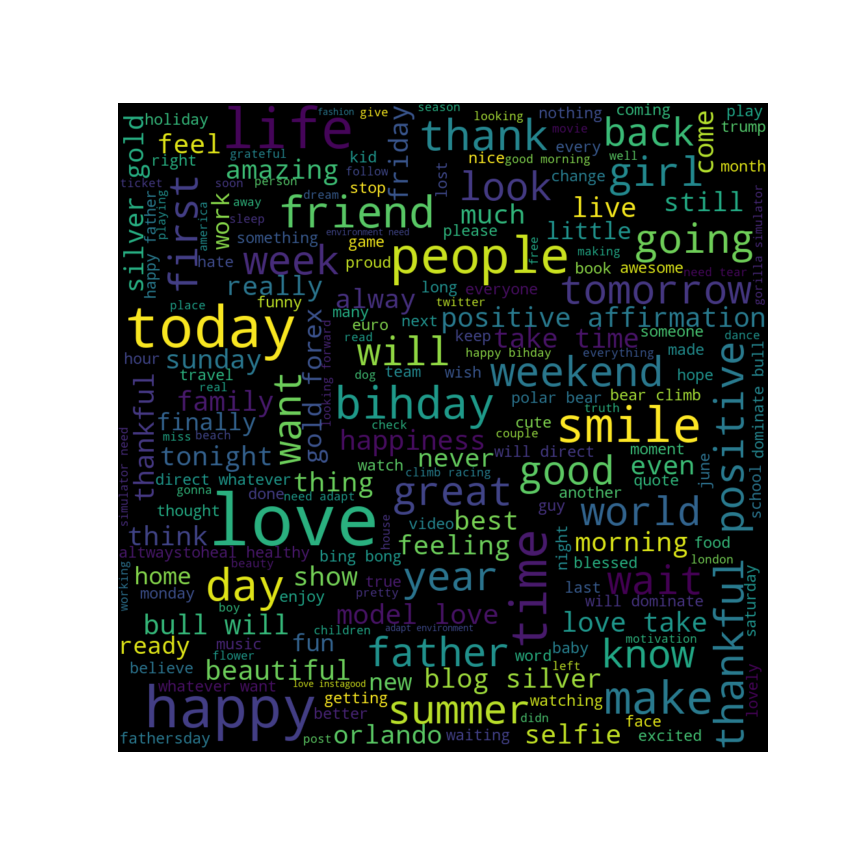 fashion give season looking nothing coming play
holiday life friday thank back come trump
silver gold feel grateful kid movie every
right amazing nice good morning well girl month
ticket soon person follow stop lost change
happy father playing first america work away dream look live still
sleep friend much little
something environment need please free making going
hate week game people everyone book awesome need tear gorilla simulator
proud long
really alway twitter tomorrow
place funny many euro next positive affirmation someone dance
today gold forex read looking forward will keep take time made
hour sunday happy bihday everything
travel dog team wish weekend hope
real
thankful family want bihday polar bear bear climb positive dominate bull
finally check cute truth smile
miss beach happiness couple
tonight never will direct moment even
simulator need watch good june school
direct whatever thing climb racing quote
gonna done need adapt great another
thought love house video best guy world
think feeling night morning food
altwaystoheal healthy bing bong blessed london
working home beauty show true year time last wait thankful saturday
monday day enjoy pretty will dominate
boy model love love take
bull will children adapt environment motivation
ready music fun father word baby know
flower left
believe beautiful new blog silver lovely
whatever want love instagood getting watching make
happy better summer didn face
fathersday post orlando waiting selfie excited